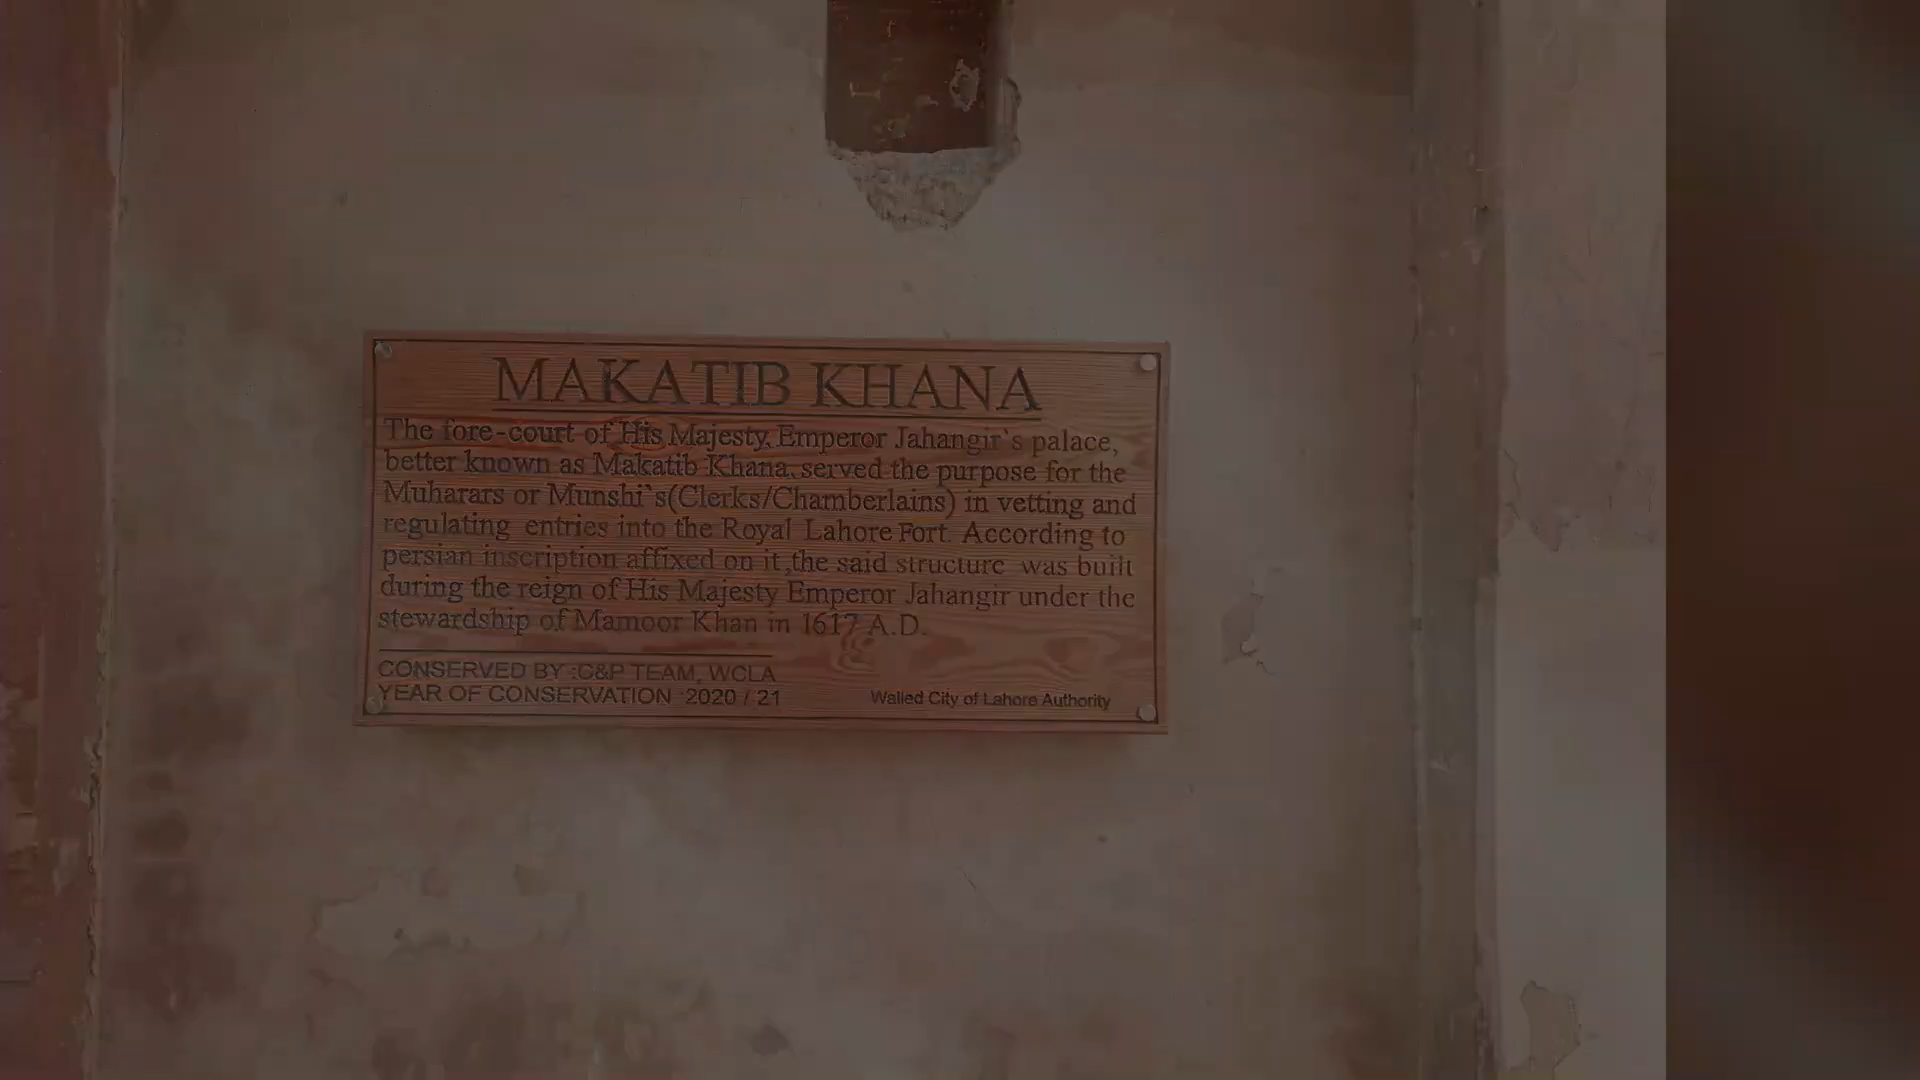 MAKATIB KHANA
The fore-court of His Majesty, Emperor Jahangir`s palace,
better known as Makatib Khana, served the purpose for the
Muharars or Munshi`s(Clerks/Chamberlains) in vetting and
regulating entries into the Royal Lahore Fort. According to
persian inscription affixed on it ,the said structure was built
during the reign of His Majesty Emperor Jahangir under the
stewardship of Mamoor Khan in 1617 A.D.
CONSERVED BY :C&P TEAM, WCLA
YEAR OF CONSERVATION :2020 / 21
Walled City of Lahore Authority